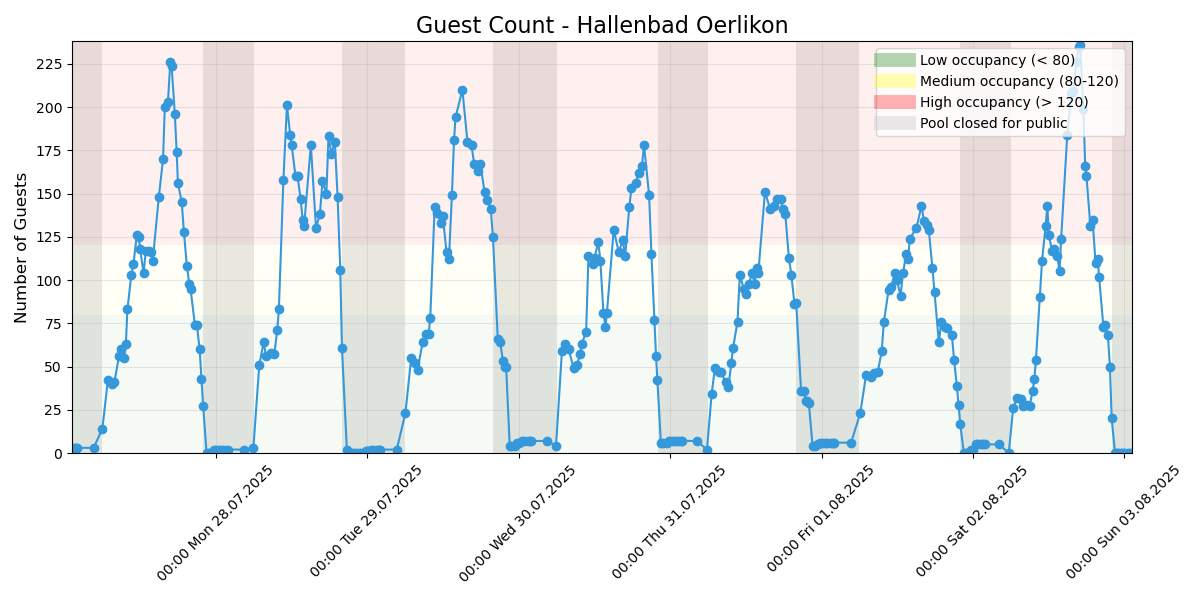 Guest Count - Hallenbad Oerlikon
Number of Guests
225
200
175
150
125
100
75
50
25
0
Low occupancy (< 80)
Medium occupancy (80-120)
High occupancy (> 120)
Pool closed for public
00:00 Mon 28.07.2025
00:00 Tue 29.07.2025
00:00 Wed 30.07.2025
00:00 Thu 31.07.2025
00:00 Fri 01.08.2025
00:00 Sat 02.08.2025
00:00 Sun 03.08.2025